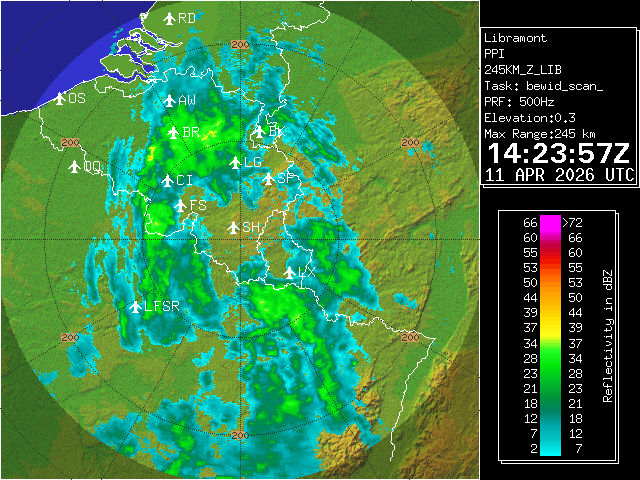 RD
200
OS
AW
BR
200
200
OQ
LG
CI
SP
FS
SH
LX
LFSR
200
200
200
Libramont
PPI
245KM_Z_LIB
Task: bewid_scan_
PRF: 500Hz
Elevation:0.3
Max Range:245 km
14:23:57Z
11 APR 2026 UTC
66 >72
60 66
55 60
53 55
50 53
44 50
39 44
37 39
34 37
28 34
23 28
21 23
18 21
12 18
7 12
2 7
Reflectivity in dBZ